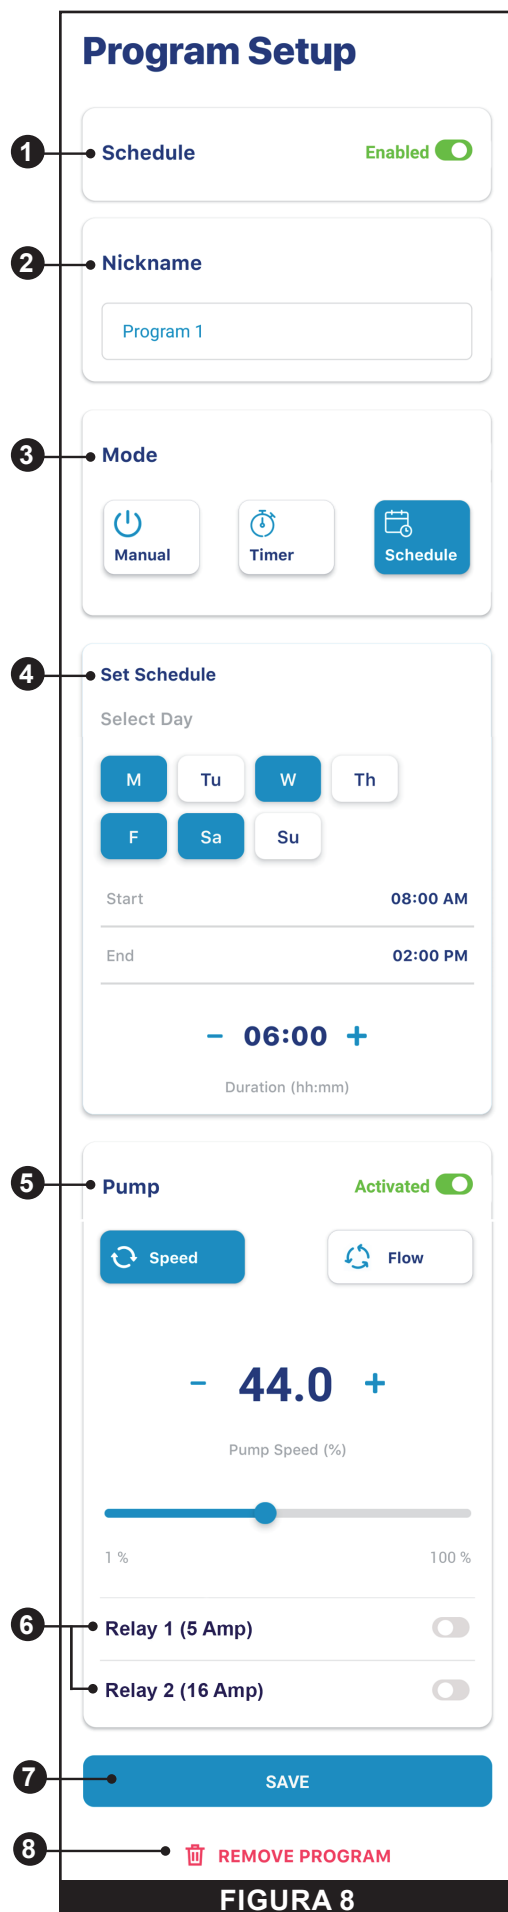 Program Setup
1 Schedule Enabled
2 Nickname
Program 1
3 Mode
Manual Timer Schedule
4 Set Schedule
Select Day
M Tu W Th
F Sa Su
Start 08:00 AM
End 02:00 PM
- 06:00 +
Duration (hh:mm)
5 Pump Activated
Speed Flow
- 44.0 +
Pump Speed (%)
1 % 100 %
6 Relay 1 (5 Amp)
Relay 2 (16 Amp)
7 SAVE
8 REMOVE PROGRAM
FIGURA 8